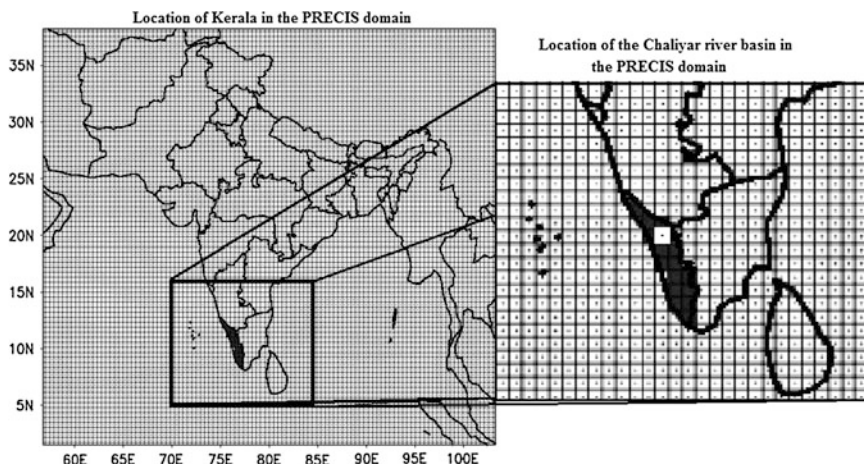 Location of Kerala in the PRECIS domain
Location of the Chaliyar river basin in
the PRECIS domain
35N
30N
25N
20N
15N
10N
5N
60E 65E 70E 75E 80E 85E 90E 95E 100E